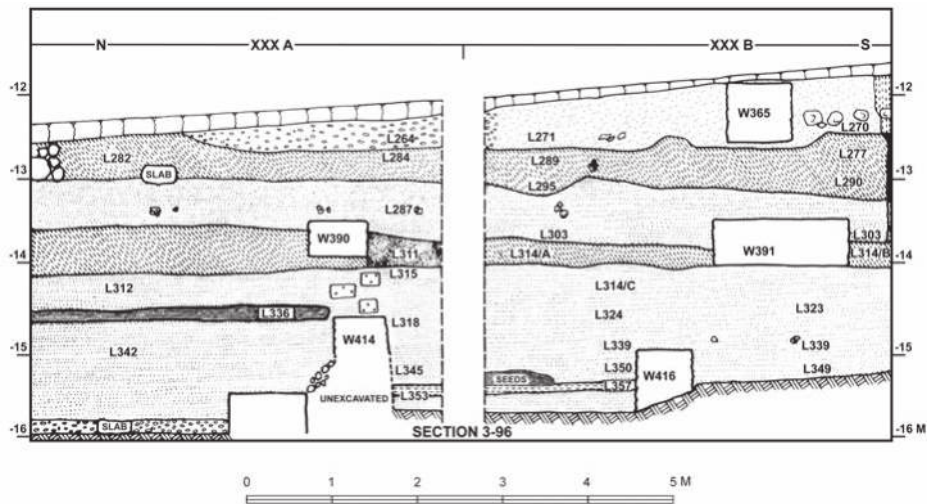 N XXX A XXX B S
-12 -12
W365
L264 L271 L270
L282 L284 L289 L277
-13 SLAB L295 L290 -13
L287
W390 L303 W391 L303
L311 L314/A L314/B
-14 L315 -14
L312 L314/C
L336 L318 L324 L323
L342 W414 L339 L339
-15 L345 L350 W416 L349 -15
SEEDS
UNEXCAVATED L353 L357
SLAB
-16 SECTION 3-96 -16 M
0 1 2 3 4 5 M